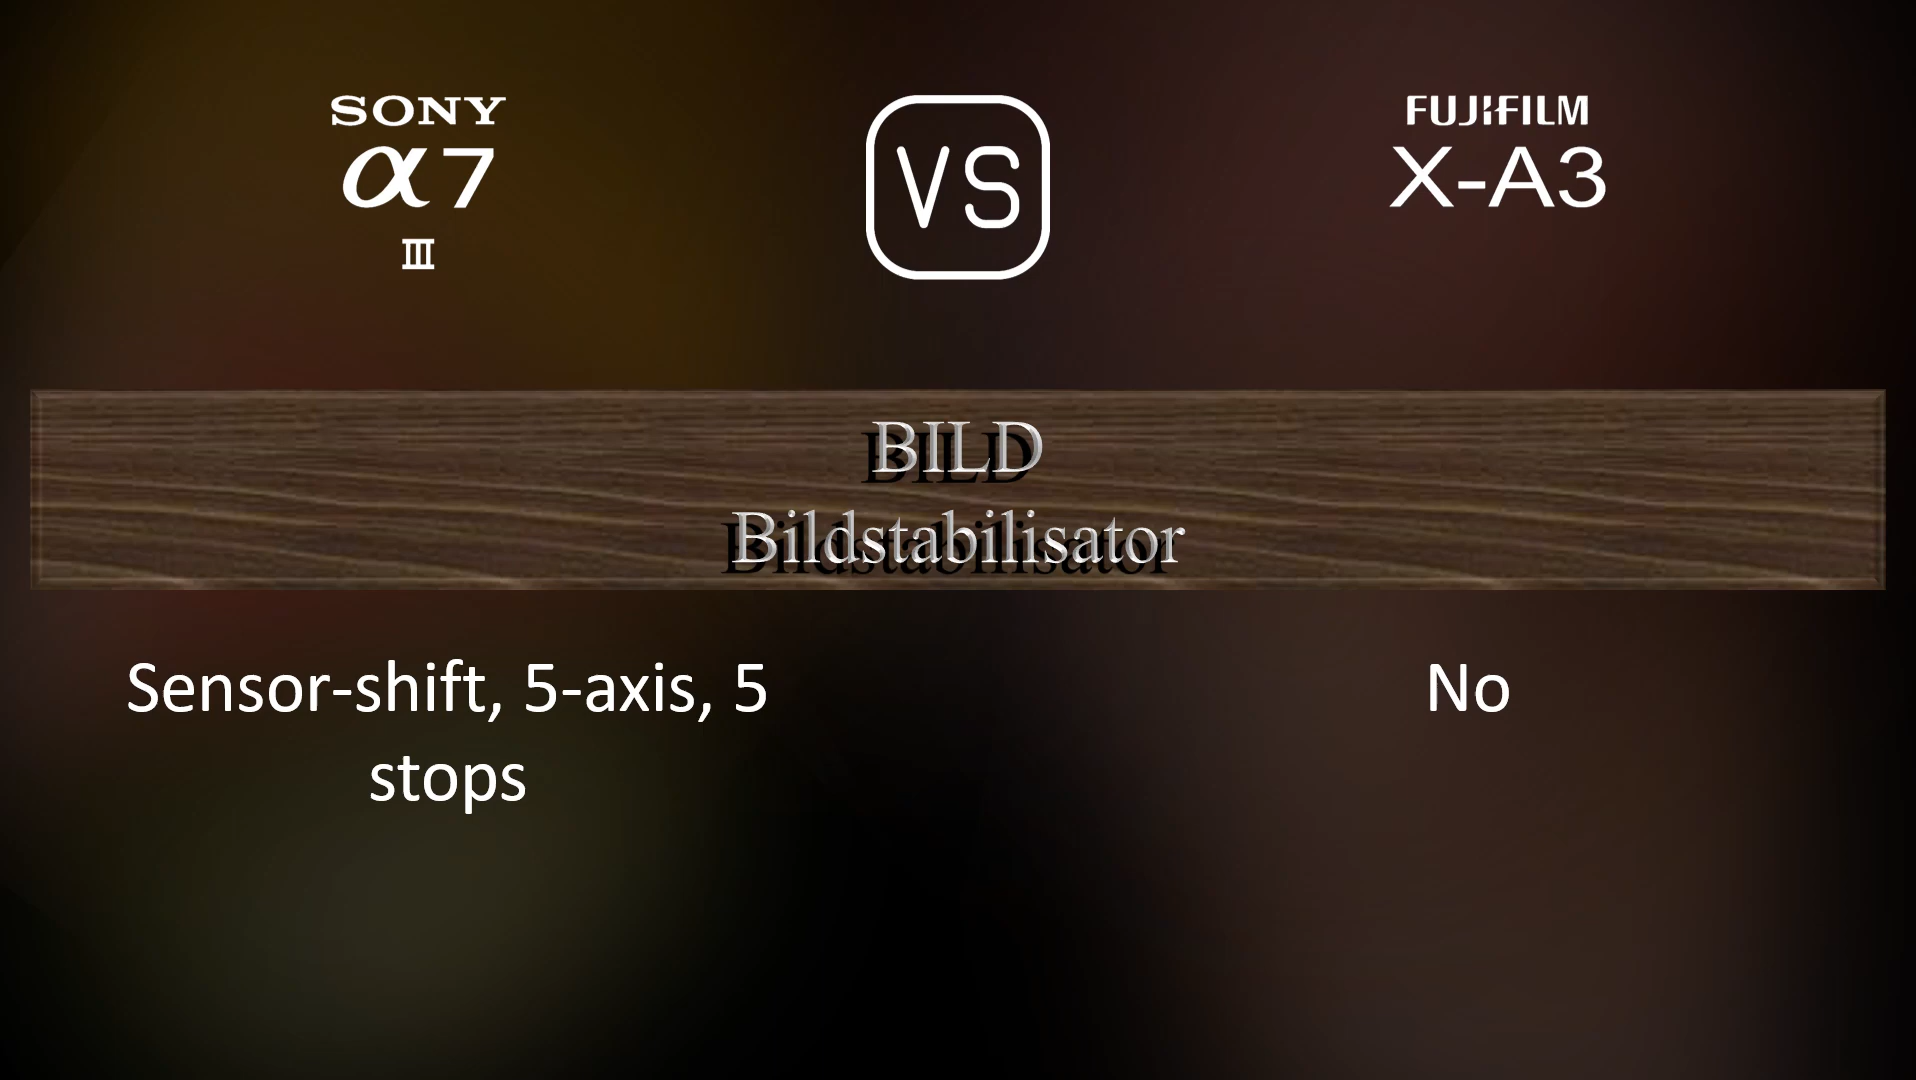 SONY
α7
III
VS
FUJIFILM
X-A3
BILD
Bildstabilisator
Sensor-shift, 5-axis, 5
stops
No